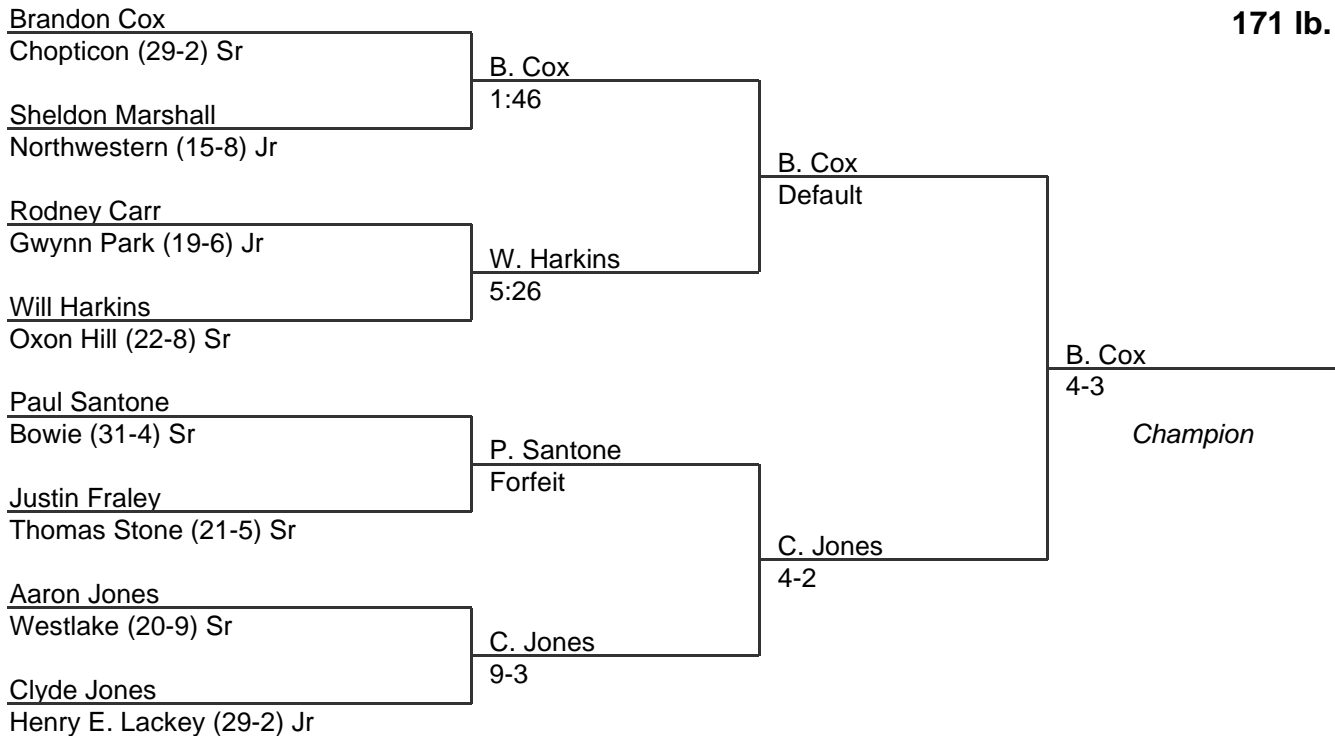 171 lb.
Brandon Cox
Chopticon (29-2) Sr
B. Cox
1:46
Sheldon Marshall
Northwestern (15-8) Jr
B. Cox
Default
Rodney Carr
Gwynn Park (19-6) Jr
W. Harkins
5:26
Will Harkins
Oxon Hill (22-8) Sr
B. Cox
4-3
Champion
Paul Santone
Bowie (31-4) Sr
P. Santone
Forfeit
Justin Fraley
Thomas Stone (21-5) Sr
C. Jones
4-2
Aaron Jones
Westlake (20-9) Sr
C. Jones
9-3
Clyde Jones
Henry E. Lackey (29-2) Jr